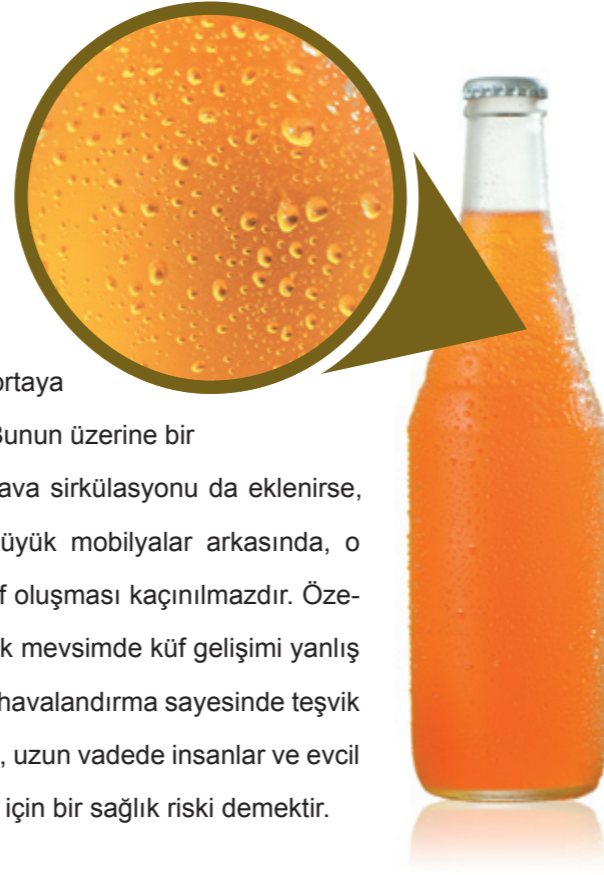 ortaya
Bunun üzerine bir
ava sirkülasyonu da eklenirse,
üyük mobilyalar arkasında, o
f oluşması kaçınılmazdır. Öze-
k mevsimde küf gelişimi yanlış
havalandırma sayesinde teşvik
, uzun vadede insanlar ve evcil
için bir sağlık riski demektir.